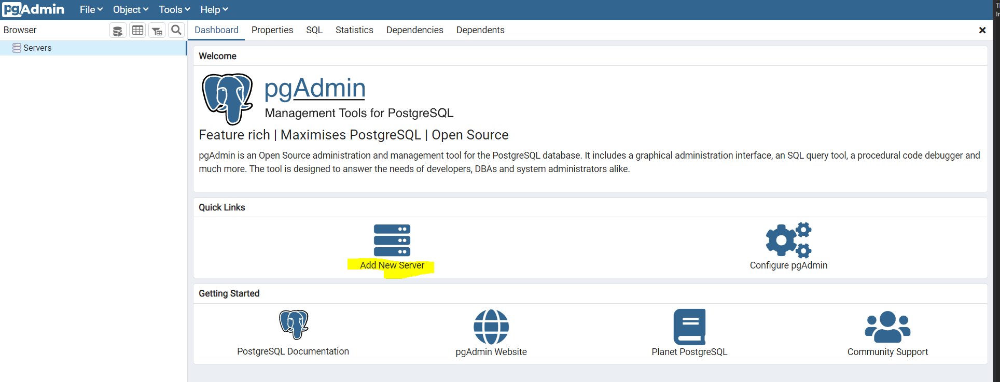 pgAdmin File Object Tools Help
Browser
Dashboard Properties SQL Statistics Dependencies Dependents
Servers
Welcome
pgAdmin
Management Tools for PostgreSQL
Feature rich | Maximises PostgreSQL | Open Source
pgAdmin is an Open Source administration and management tool for the PostgreSQL database. It includes a graphical administration interface, an SQL query tool, a procedural code debugger and
much more. The tool is designed to answer the needs of developers, DBAs and system administrators alike.
Quick Links
Add New Server
Configure pgAdmin
Getting Started
PostgreSQL Documentation
pgAdmin Website
Planet PostgreSQL
Community Support